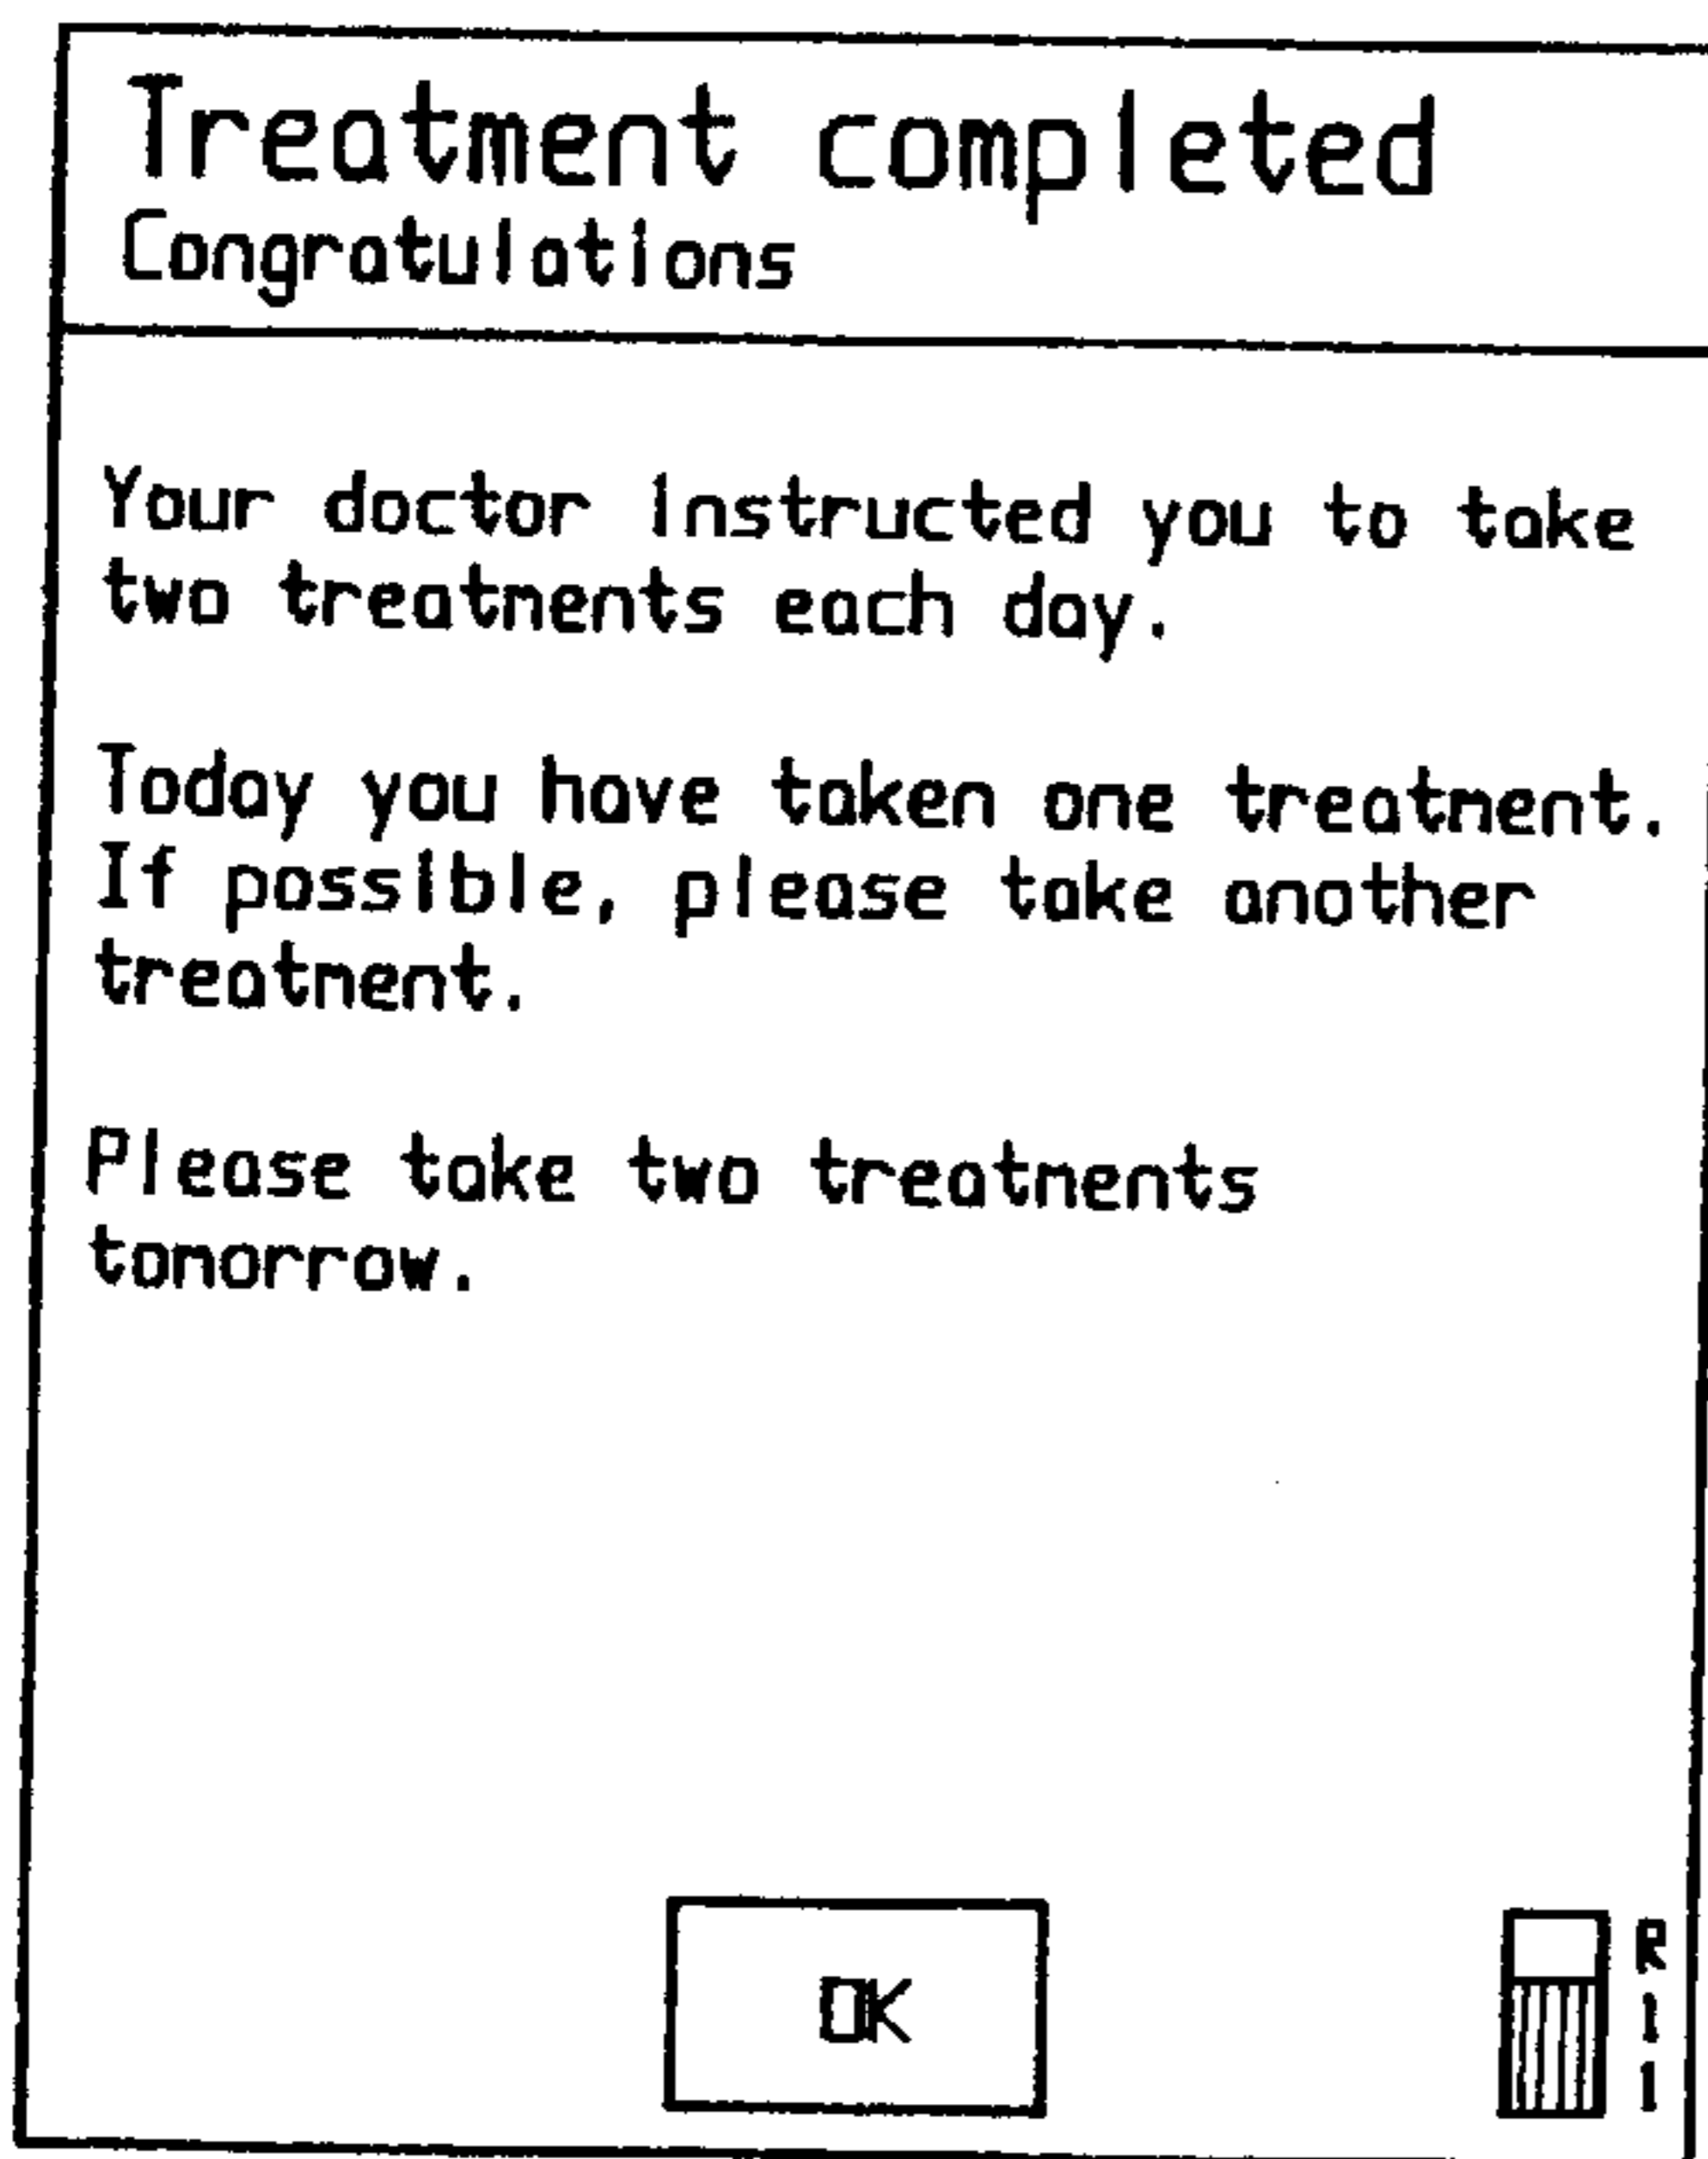 Treatment completed
Congratulations
Your doctor instructed you to take
two treatments each day.
Today you have taken one treatment.
If possible, please take another
treatment.
Please take two treatments
tomorrow.
OK
R
1
1